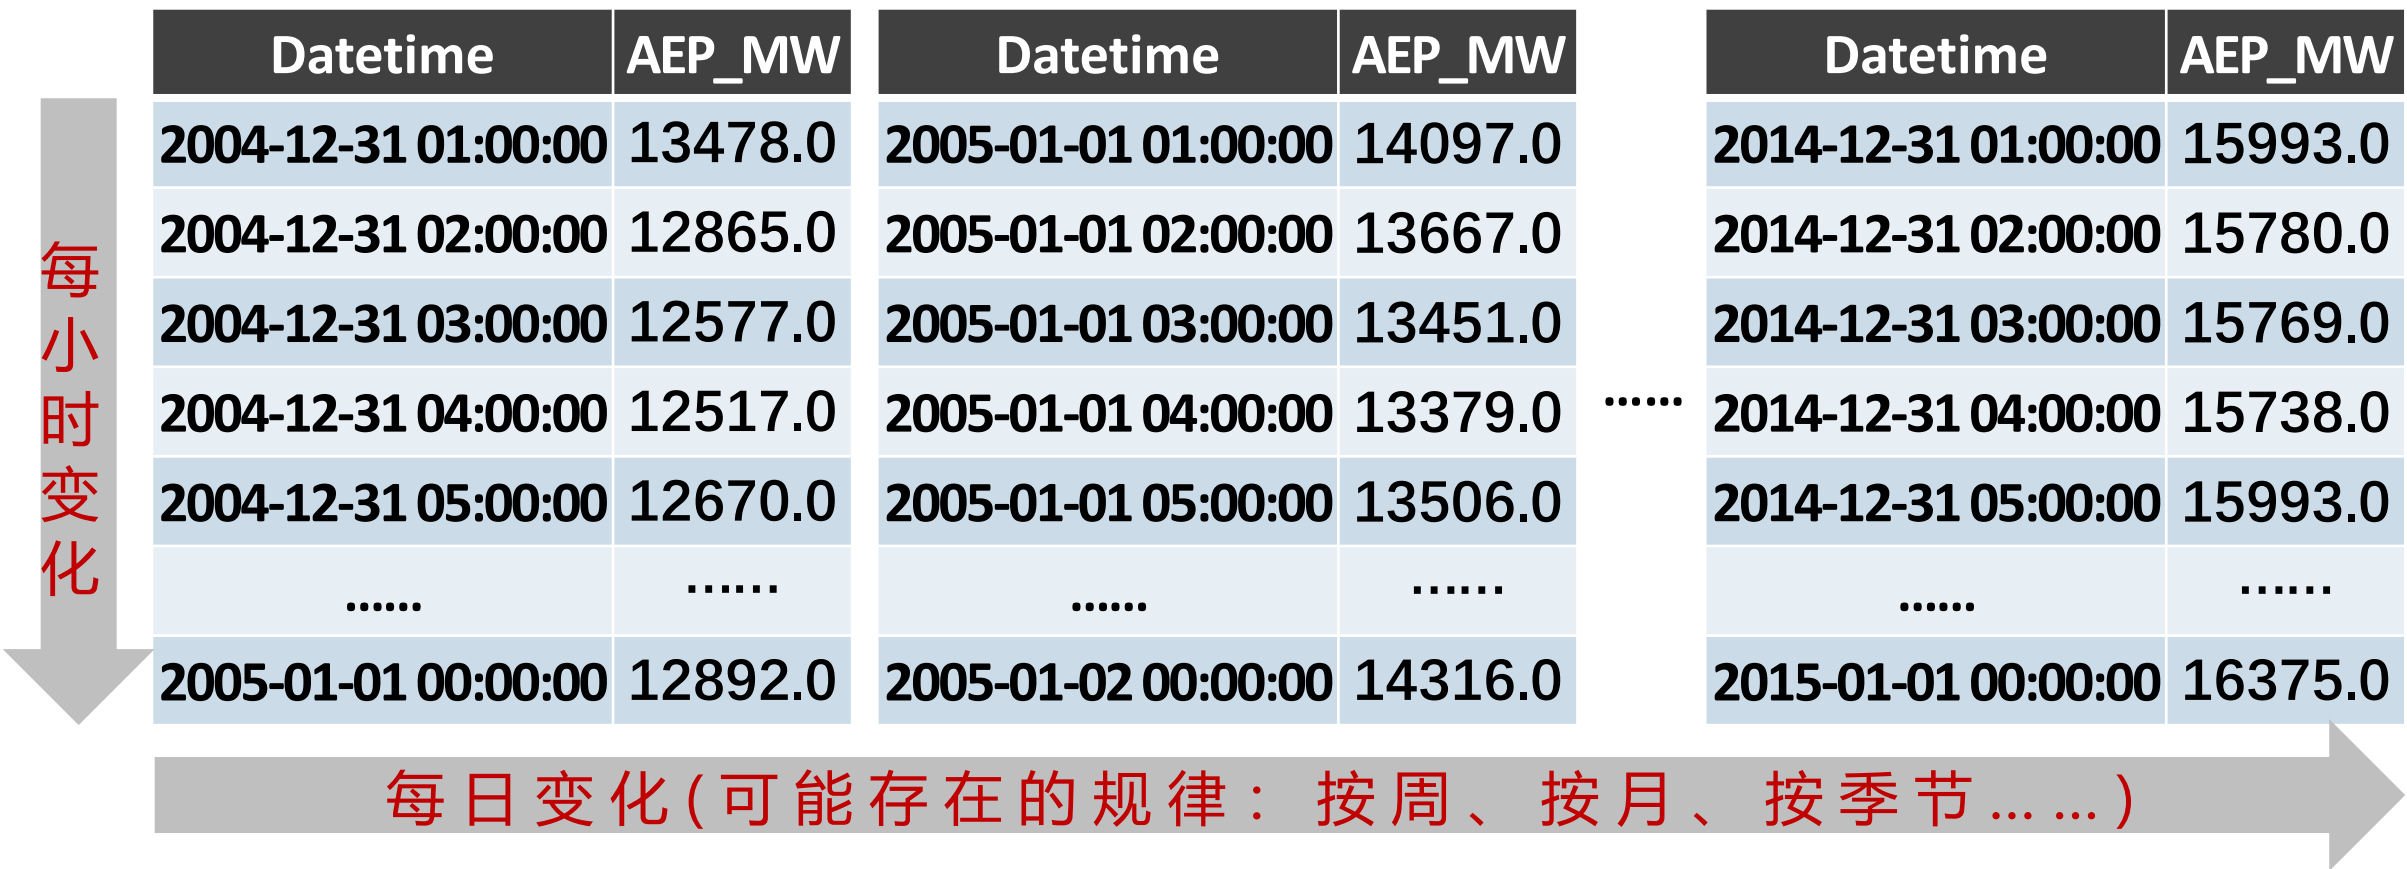 Datetime AEP_MW Datetime AEP_MW Datetime AEP_MW
2004-12-31 01:00:00 13478.0 2005-01-01 01:00:00 14097.0 2014-12-31 01:00:00 15993.0
2004-12-31 02:00:00 12865.0 2005-01-01 02:00:00 13667.0 2014-12-31 02:00:00 15780.0
2004-12-31 03:00:00 12577.0 2005-01-01 03:00:00 13451.0 2014-12-31 03:00:00 15769.0
2004-12-31 04:00:00 12517.0 2005-01-01 04:00:00 13379.0 …… 2014-12-31 04:00:00 15738.0
2004-12-31 05:00:00 12670.0 2005-01-01 05:00:00 13506.0 2014-12-31 05:00:00 15993.0
…… …… …… …… …… ……
2005-01-01 00:00:00 12892.0 2005-01-02 00:00:00 14316.0 2015-01-01 00:00:00 16375.0
每小时变化
每日变化(可能存在的规律：按周、按月、按季节……)